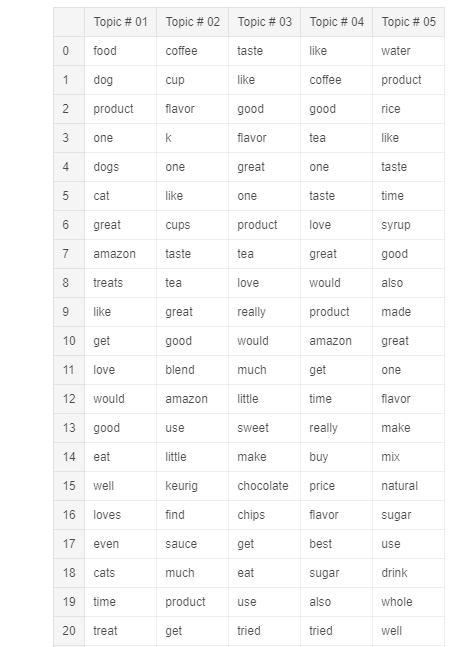 Topic # 01 Topic # 02 Topic # 03 Topic # 04 Topic # 05
0 food coffee taste like water
1 dog cup like coffee product
2 product flavor good good rice
3 one k flavor tea like
4 dogs one great one taste
5 cat like one taste time
6 great cups product love syrup
7 amazon taste tea great good
8 treats tea love would also
9 like great really product made
10 get good would amazon great
11 love blend much get one
12 would amazon little time flavor
13 good use sweet really make
14 eat little make buy mix
15 well keurig chocolate price natural
16 loves find chips flavor sugar
17 even sauce get best use
18 cats much eat sugar drink
19 time product use also whole
20 treat get tried tried well